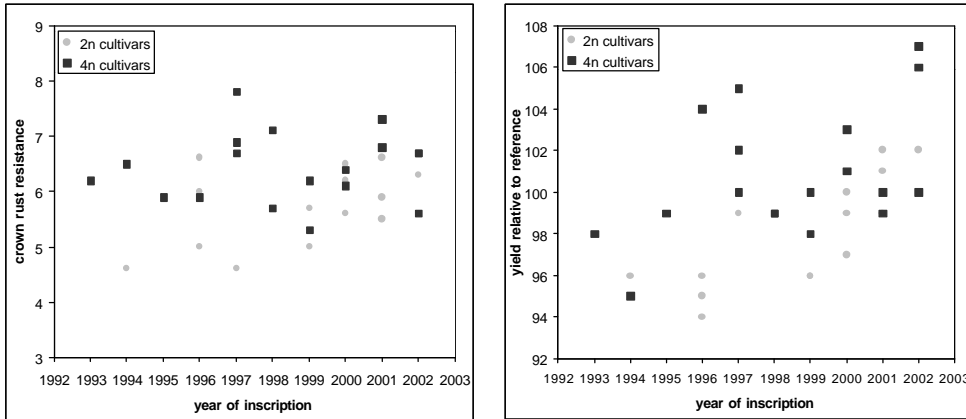 9
8
7
6
5
4
3
2n cultivars
4n cultivars
crown rust resistance
1992 1993 1994 1995 1996 1997 1998 1999 2000 2001 2002 2003
year of inscription
108
106
104
102
100
98
96
94
92
2n cultivars
4n cultivars
yield relative to reference
1992 1993 1994 1995 1996 1997 1998 1999 2000 2001 2002 2003
year of inscription